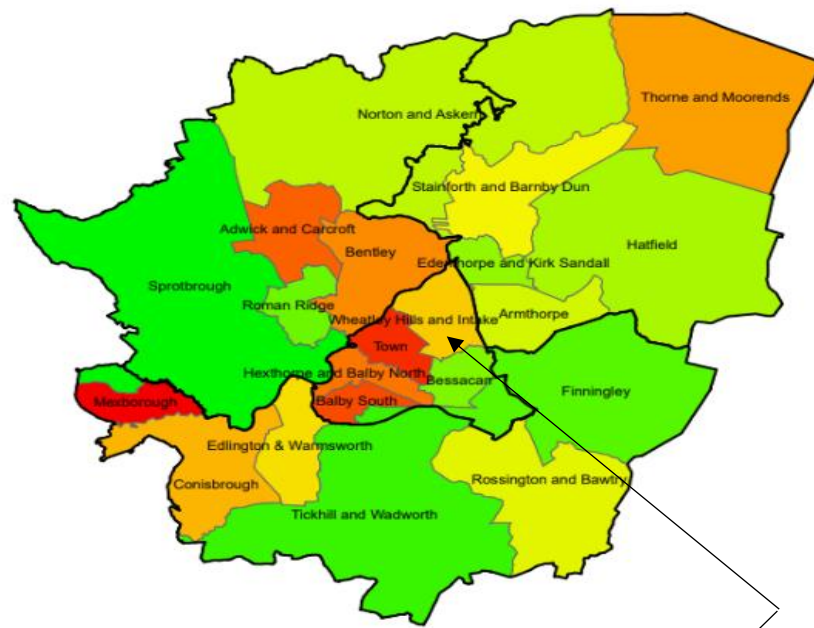 Thorne and Moorends
Norton and Askern
Stainforth and Barnby Dun
Adwick and Carcroft
Bentley
Hatfield
Edenthorpe and Kirk Sandall
Sprotbrough
Roman Ridge
Wheatley Hills and Intake
Armthorpe
Town
Hexthorpe and Balby North
Bessacarr
Finningley
Mexborough
Balby South
Edlington & Warmsworth
Conisbrough
Rossington and Bawtry
Tickhill and Wadworth